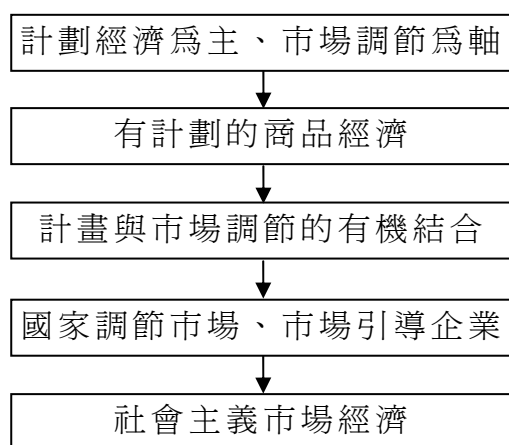 計劃經濟爲主、市場調節爲軸
有計劃的商品經濟
計畫與市場調節的有機結合
國家調節市場、市場引導企業
社會主義市場經濟